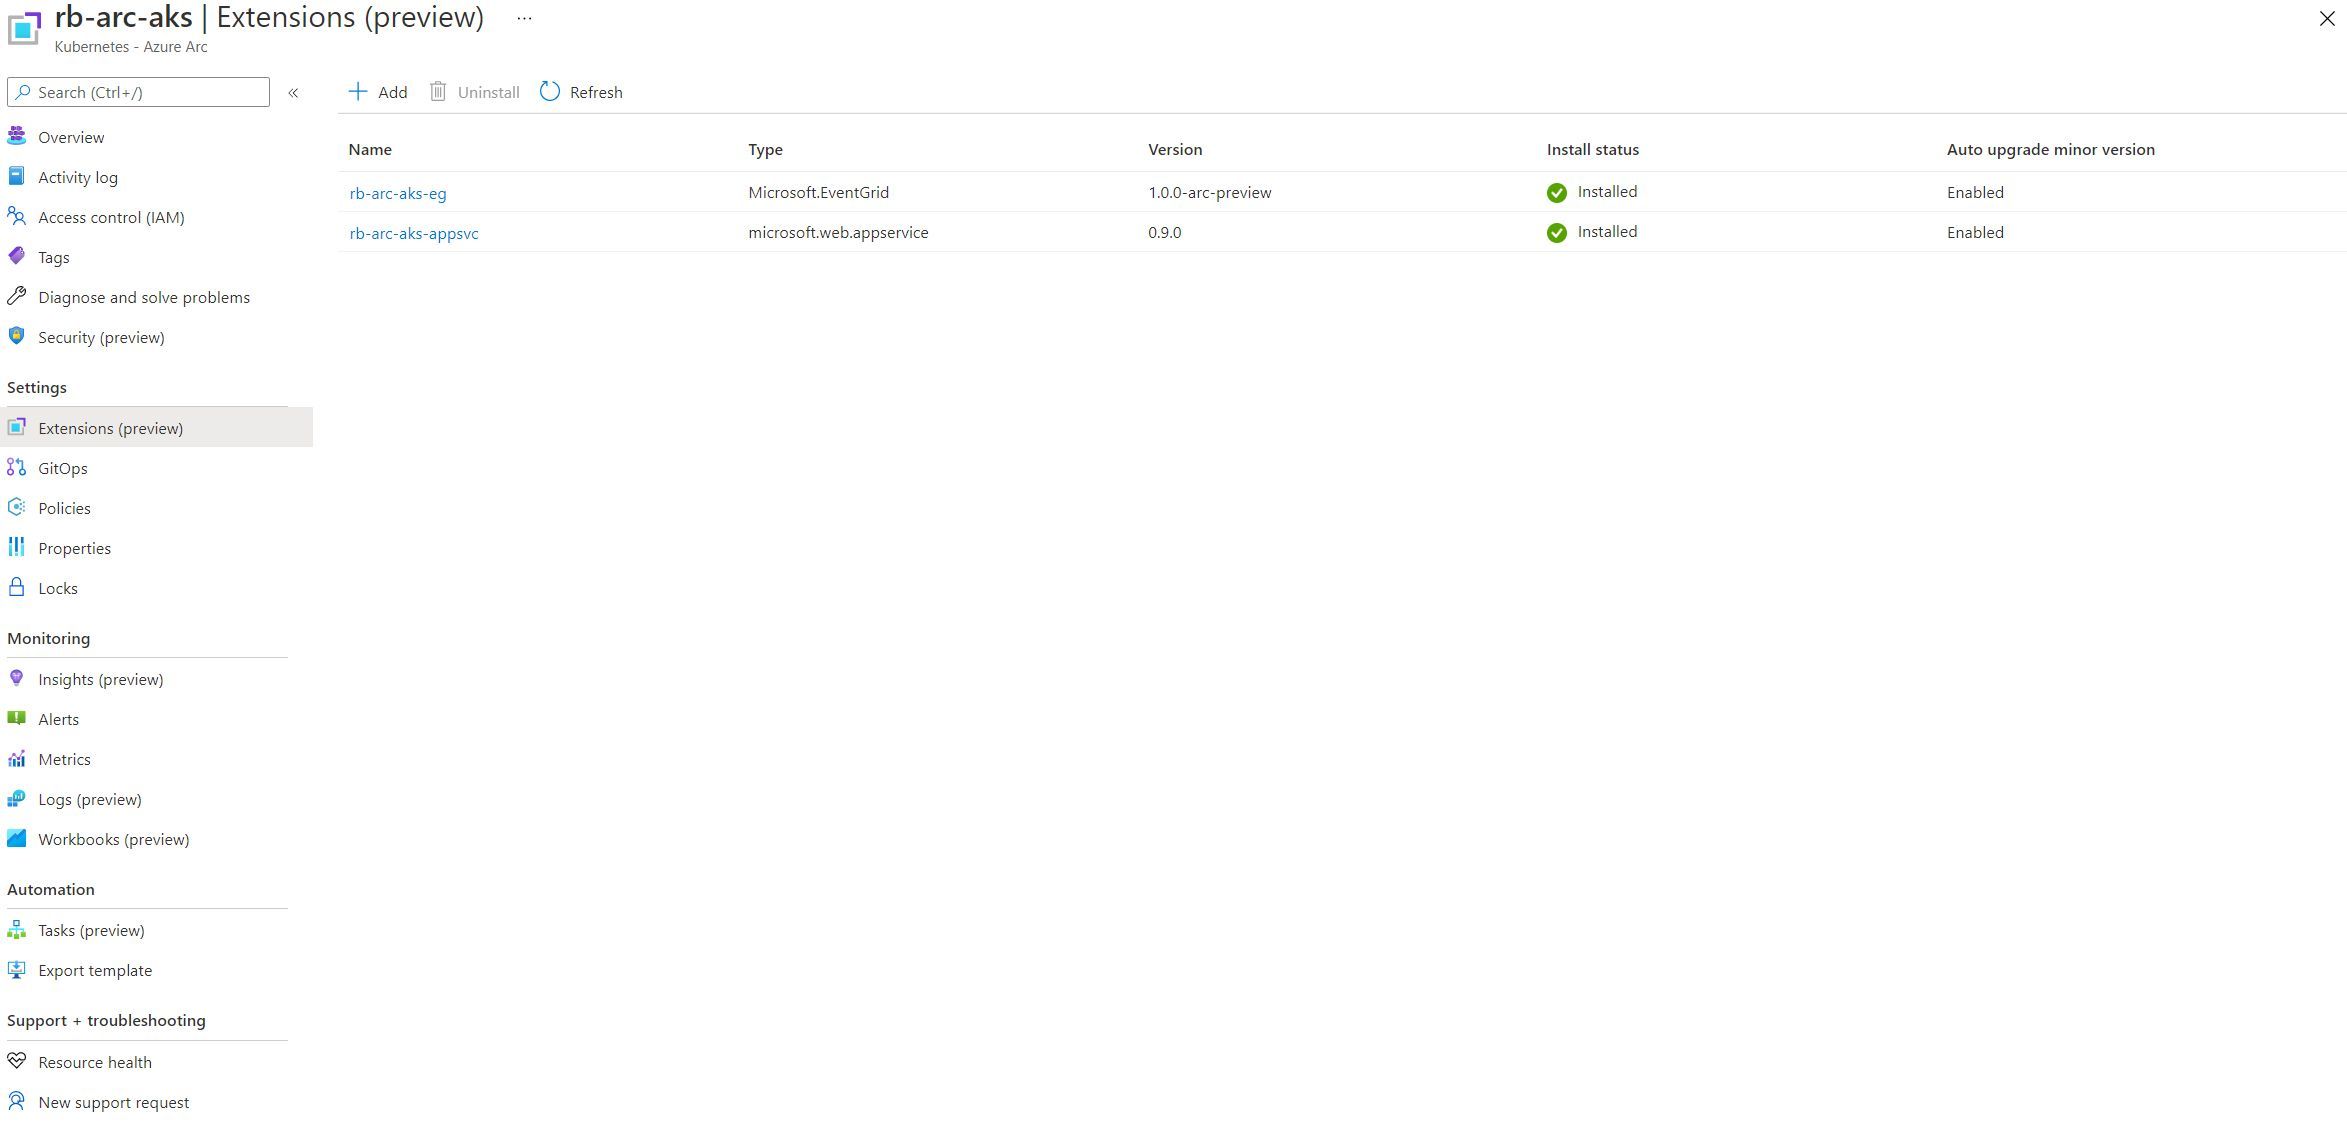 rb-arc-aks | Extensions (preview) ...
Kubernetes - Azure Arc
Search (Ctrl+/)
«
Overview
Activity log
Access control (IAM)
Tags
Diagnose and solve problems
Security (preview)
Settings
Extensions (preview)
GitOps
Policies
Properties
Locks
Monitoring
Insights (preview)
Alerts
Metrics
Logs (preview)
Workbooks (preview)
Automation
Tasks (preview)
Export template
Support + troubleshooting
Resource health
New support request
Add Uninstall Refresh
Name Type Version Install status Auto upgrade minor version
rb-arc-aks-eg Microsoft.EventGrid 1.0.0-arc-preview Installed Enabled
rb-arc-aks-appsvc microsoft.web.appservice 0.9.0 Installed Enabled